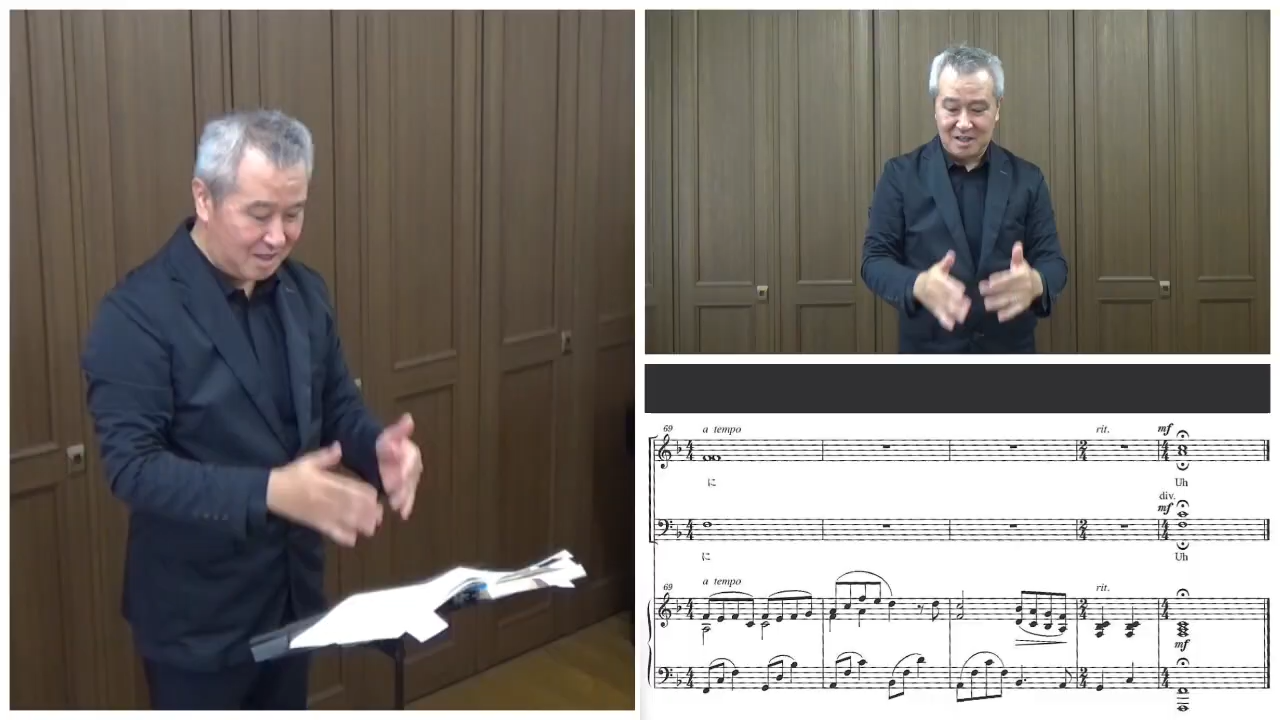 69 a tempo rit. mf
に Uh
div.
mf
に Uh
69 a tempo rit.
mf